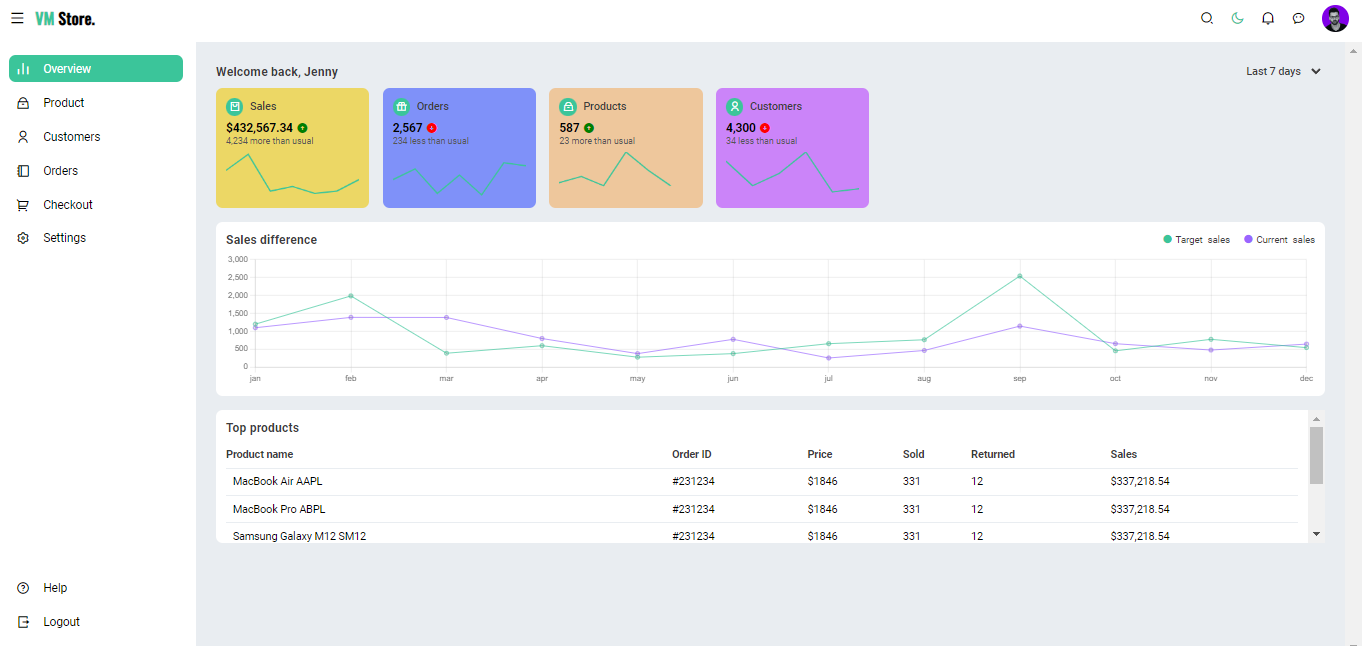 VM Store.
Overview
Product
Customers
Orders
Checkout
Settings
Help
Logout
Welcome back, Jenny
Last 7 days
Sales
$432,567.34
4,234 more than usual
Orders
2,567
234 less than usual
Products
587
23 more than usual
Customers
4,300
34 less than usual
Sales difference
Target sales Current sales
3,000
2,500
2,000
1,500
1,000
500
0
jan feb mar apr may jun jul aug sep oct nov dec
Top products
Product name Order ID Price Sold Returned Sales
MacBook Air AAPL #231234 $1846 331 12 $337,218.54
MacBook Pro ABPL #231234 $1846 331 12 $337,218.54
Samsung Galaxy M12 SM12 #231234 $1846 331 12 $337,218.54